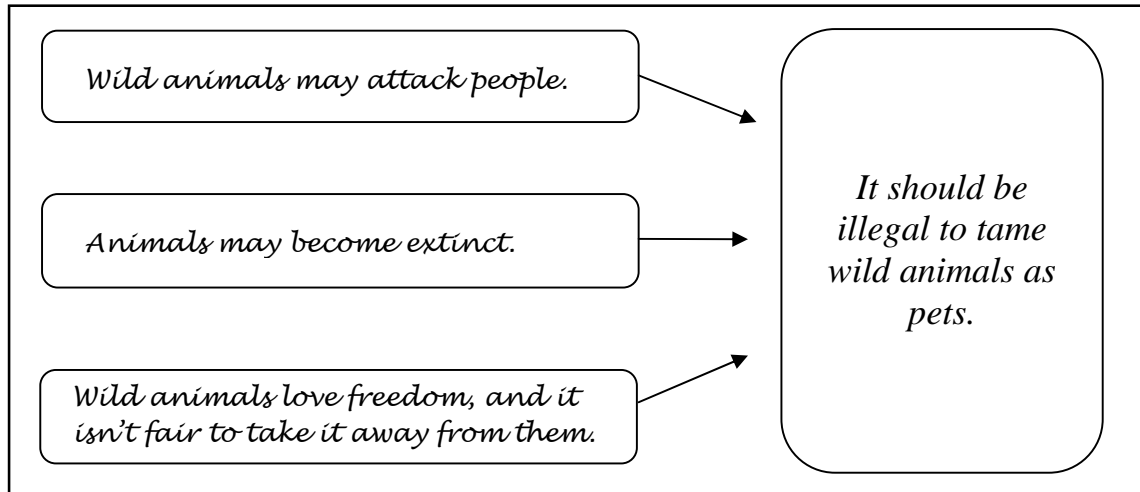 Wild animals may attack people.
Animals may become extinct.
Wild animals love freedom, and it
isn't fair to take it away from them.
It should be
illegal to tame
wild animals as
pets.